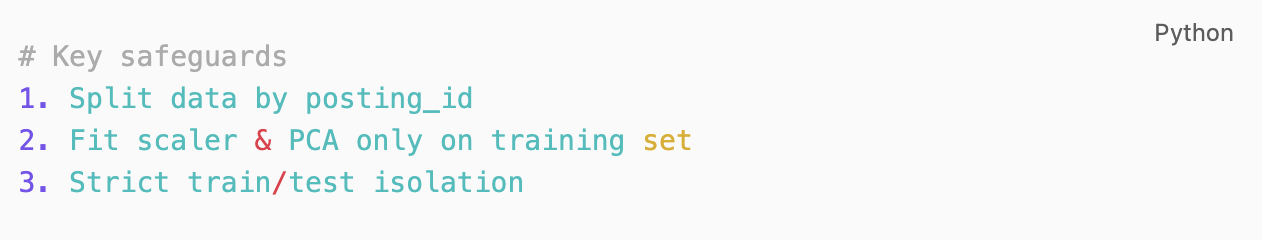 Python
# Key safeguards
1. Split data by posting_id
2. Fit scaler & PCA only on training set
3. Strict train/test isolation